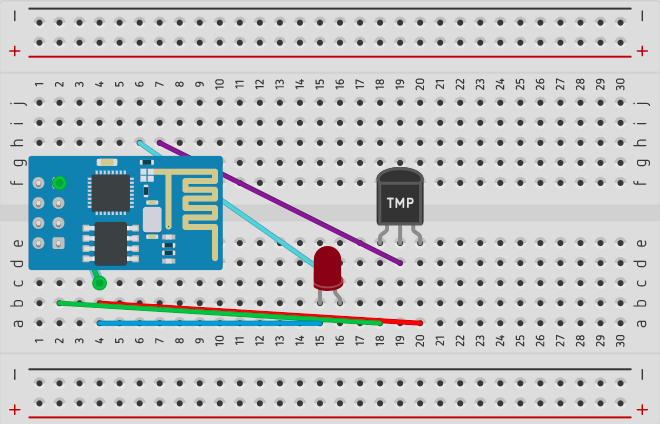 − −
+ +
1 2 3 4 5 6 7 8 9 10 11 12 13 14 15 16 17 18 19 20 21 22 23 24 25 26 27 28 29 30
j j
i i
h h
g g
f f
TMP
e e
d d
c c
b b
a a
1 2 3 4 5 6 7 8 9 10 11 12 13 14 15 16 17 18 19 20 21 22 23 24 25 26 27 28 29 30
− −
+ +